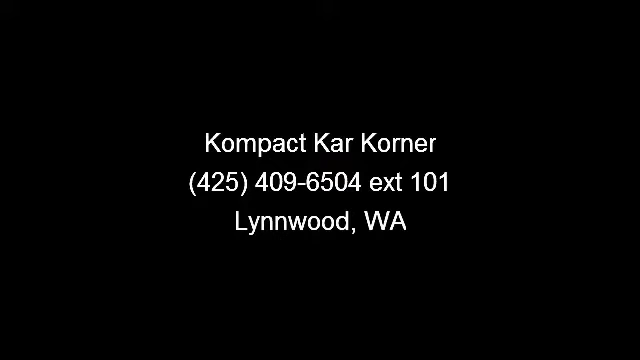 Kompact Kar Korner
(425) 409-6504 ext 101
Lynnwood, WA